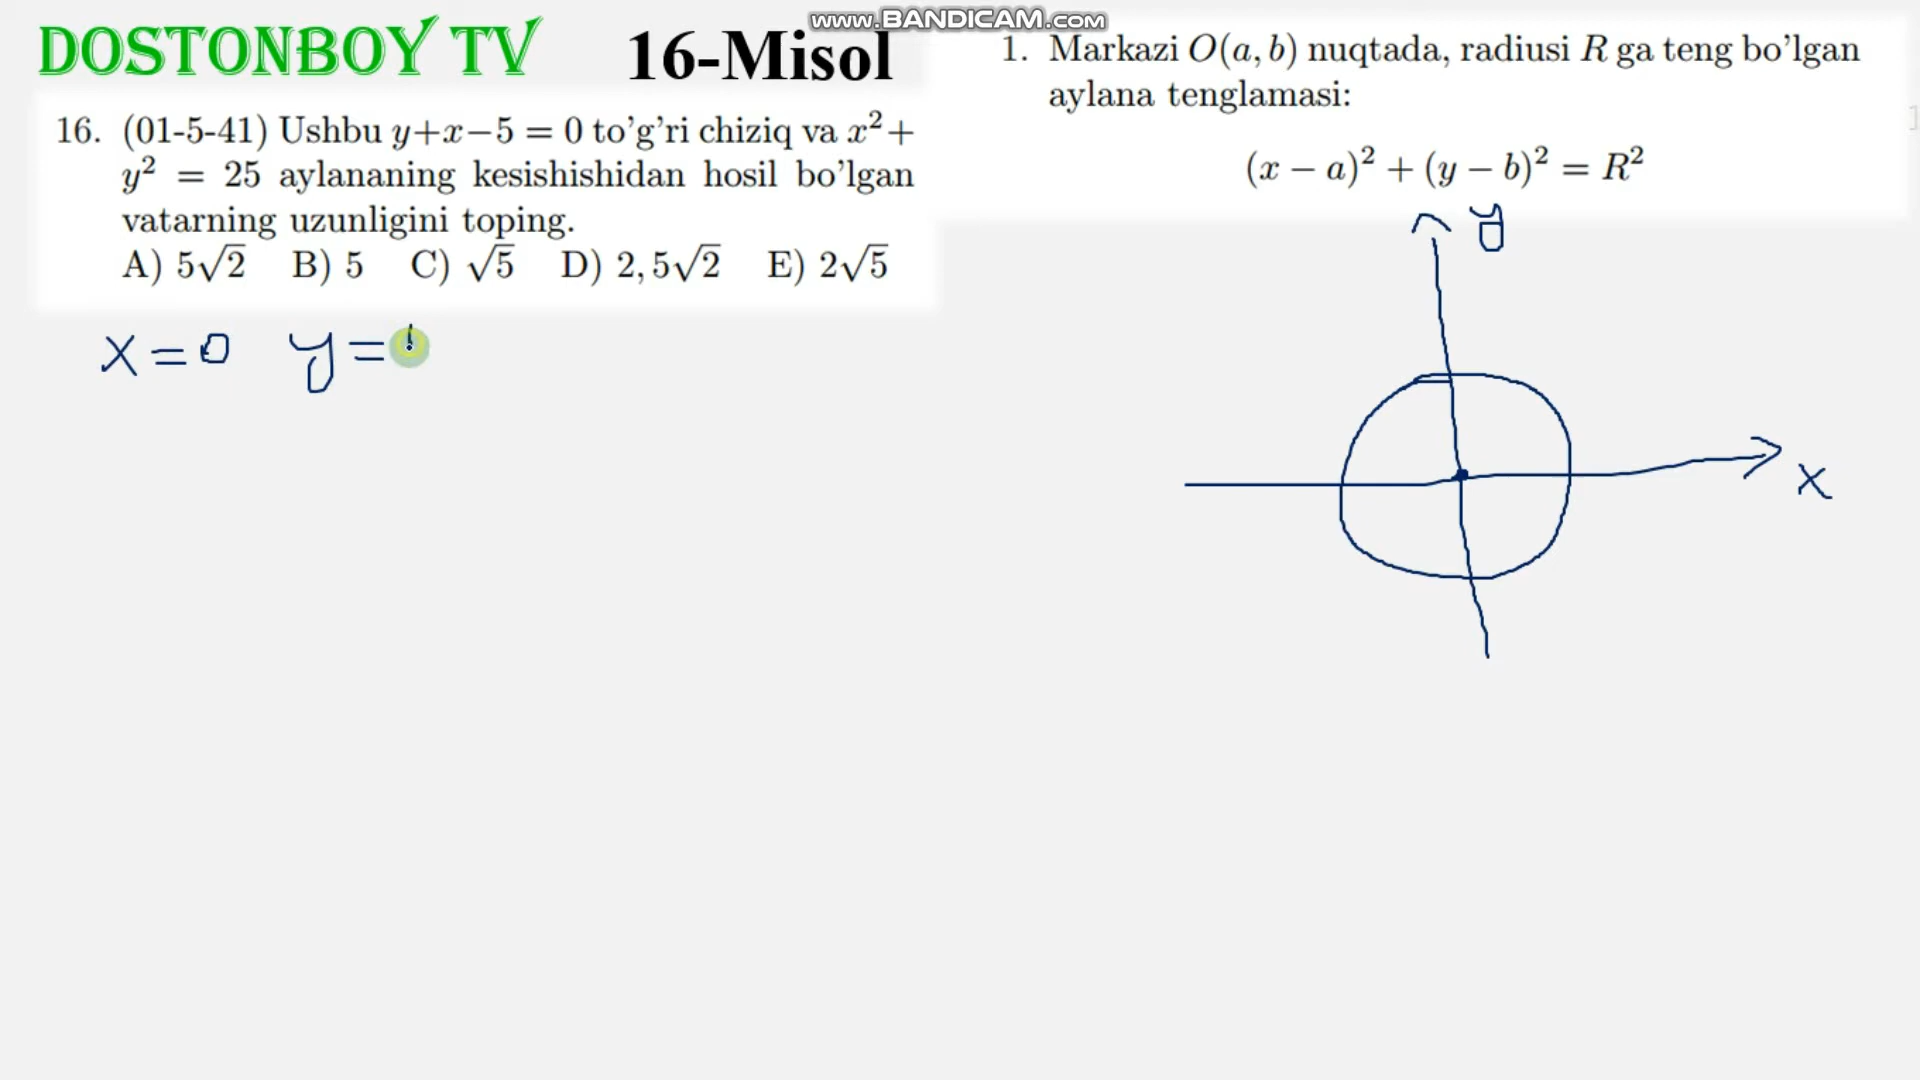 www.BANDICAM.com
DOSTONBOY TV
16-Misol
16. (01-5-41) Ushbu y+x−5 = 0 to’g’ri chiziq va x²+
y² = 25 aylananing kesishishidan hosil bo’lgan
vatarning uzunligini toping.
A) 5√2 B) 5 C) √5 D) 2, 5√2 E) 2√5
x=0 y=
1. Markazi O(a, b) nuqtada, radiusi R ga teng bo’lgan
aylana tenglamasi:
(x − a)² + (y − b)² = R²
y
x